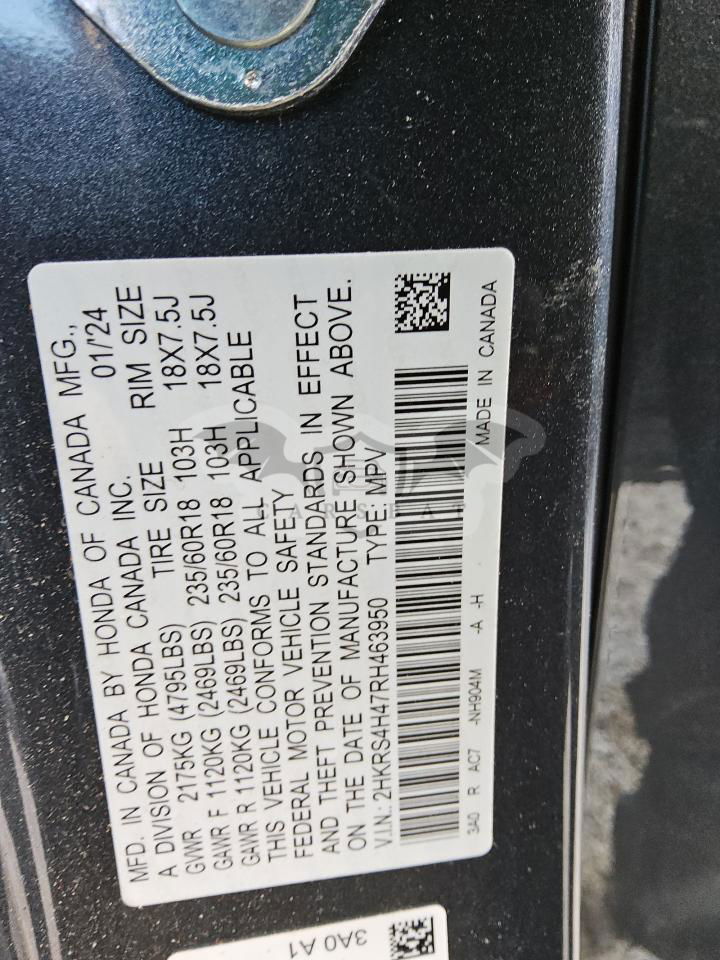 MFD. IN CANADA BY HONDA OF CANADA MFG.,
A DIVISION OF HONDA CANADA INC. 01/'24
GVWR 2175KG (4795LBS) TIRE SIZE RIM SIZE
GAWR F 1120KG (2469LBS) 235/60R18 103H 18X7.5J
GAWR R 1120KG (2469LBS) 235/60R18 103H 18X7.5J
THIS VEHICLE CONFORMS TO ALL APPLICABLE
FEDERAL MOTOR VEHICLE SAFETY
AND THEFT PREVENTION STANDARDS IN EFFECT
ON THE DATE OF MANUFACTURE SHOWN ABOVE.
V.I.N.: 2HKRS4H47RH463950 TYPE: MPV
3A0 R AC7 -NH904M -A -H MADE IN CANADA
3A0 A1
CARSBAT